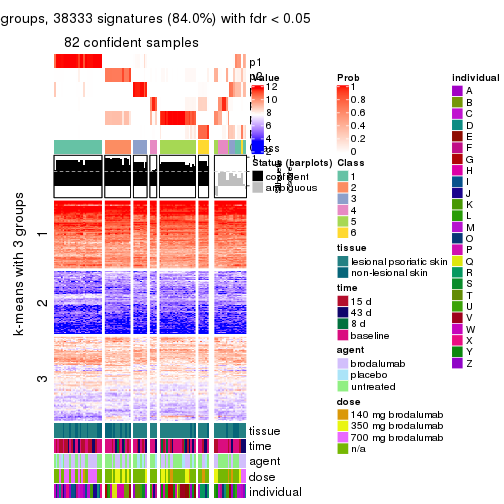 groups, 38333 signatures (84.0%) with fdr < 0.05
82 confident samples
k-means with 3 groups
1
2
3
p1
Value
12
10
8
6
4
Status (barplots)
confident
ambiguous
tissue
time
agent
dose
individual
Prob
1
0.8
0.6
0.4
0.2
0
Class
1
2
3
4
5
6
tissue
lesional psoriatic skin
non-lesional skin
time
15 d
43 d
8 d
baseline
agent
brodalumab
placebo
untreated
dose
140 mg brodalumab
350 mg brodalumab
700 mg brodalumab
n/a
individual
A
B
C
D
E
F
G
H
I
J
K
L
M
O
P
Q
R
S
T
U
V
W
X
Y
Z